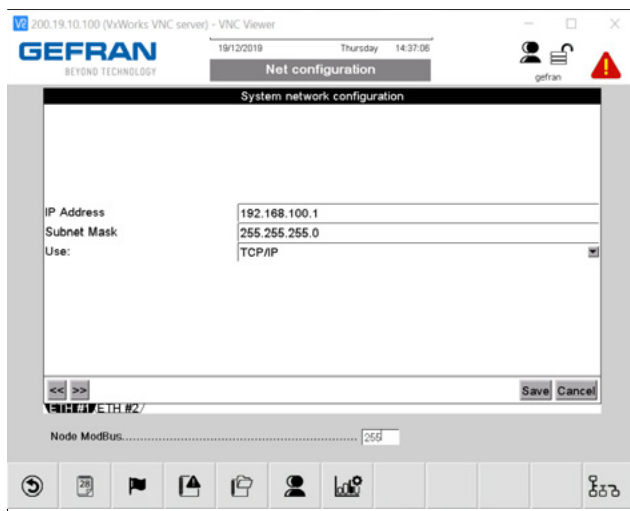 200.19.10.100 (VxWorks VNC server) - VNC Viewer
GEFRAN
BEYOND TECHNOLOGY
19/12/2019 Thursday 14:37:06
Net configuration
gefran
System network configuration
IP Address 192.168.100.1
Subnet Mask 255.255.255.0
Use: TCP/IP
<< >> Save Cancel
ETH #1 ETH #2
Node ModBus............................................................ 255
28